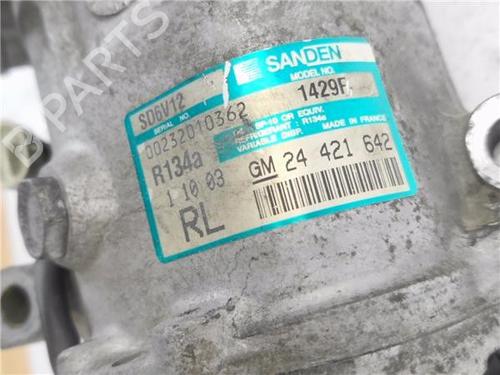 SANDEN
SD6V12
MODEL NO.
SERIAL NO.
1429F
00232010362
SP-10 OR EQUIV.
REFRIGERANT : R134a
VARIABLE DISP.
MADE IN FRANCE
R134a
GM 24 421 642
1 10 03
RL
PARTS